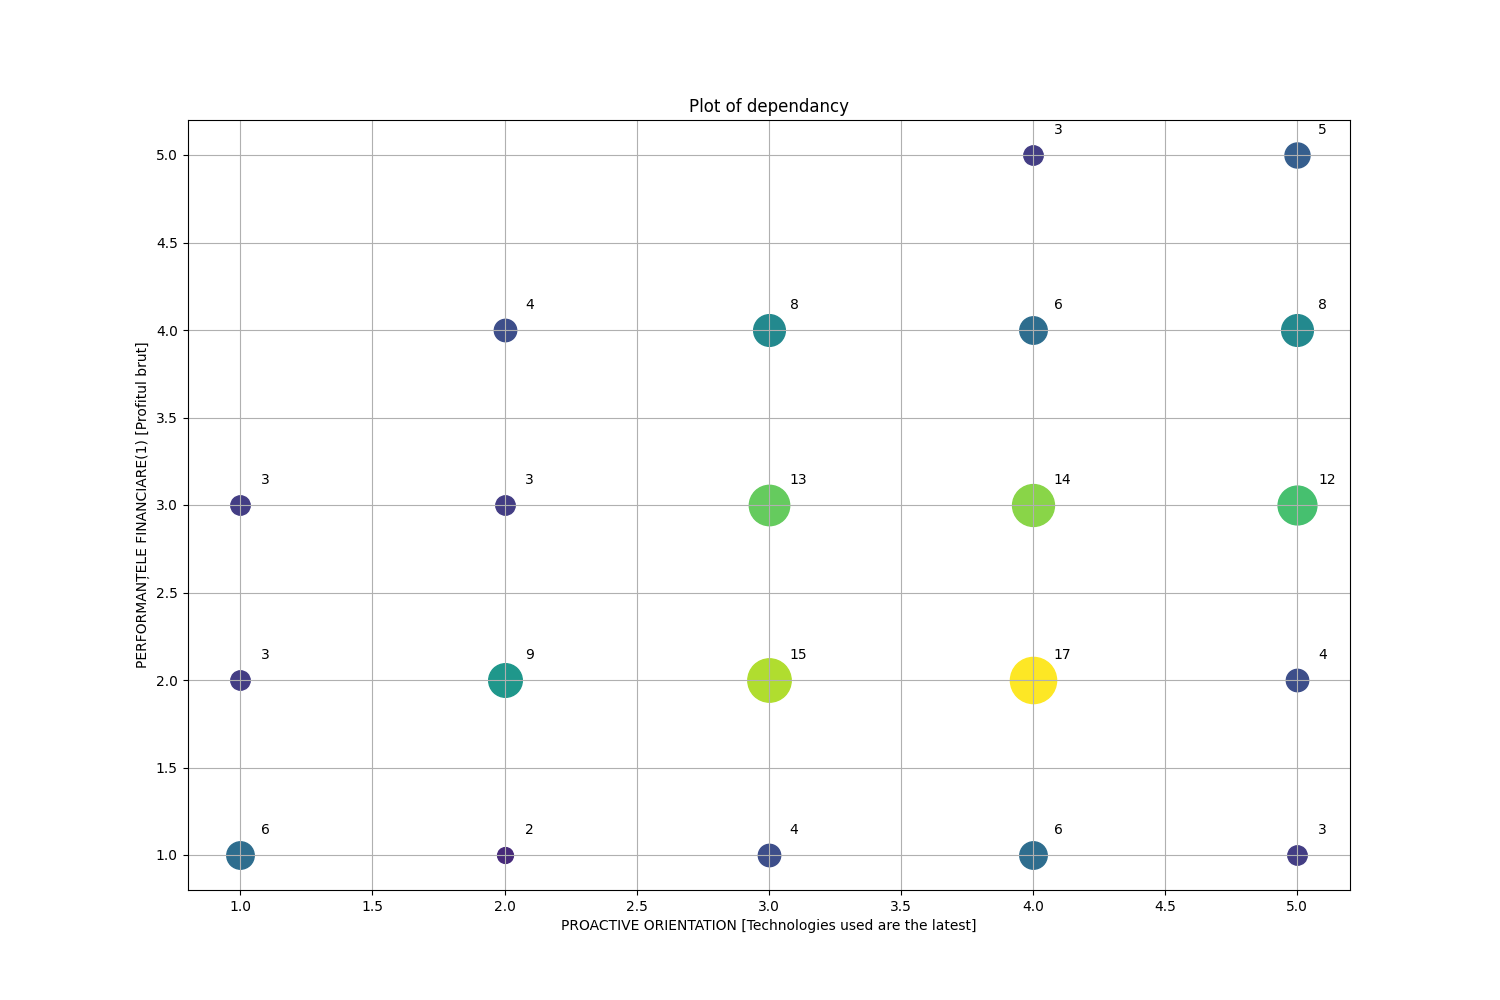 Plot of dependancy
3 5
5.0
4.5
4 8 6 8
4.0
3.5
3 3 13 14 12
3.0
2.5
3 9 15 17 4
2.0
1.5
6 2 4 6 3
1.0
1.0 1.5 2.0 2.5 3.0 3.5 4.0 4.5 5.0
PROACTIVE ORIENTATION [Technologies used are the latest]
PERFORMANȚELE FINANCIARE(1) [Profitul brut]